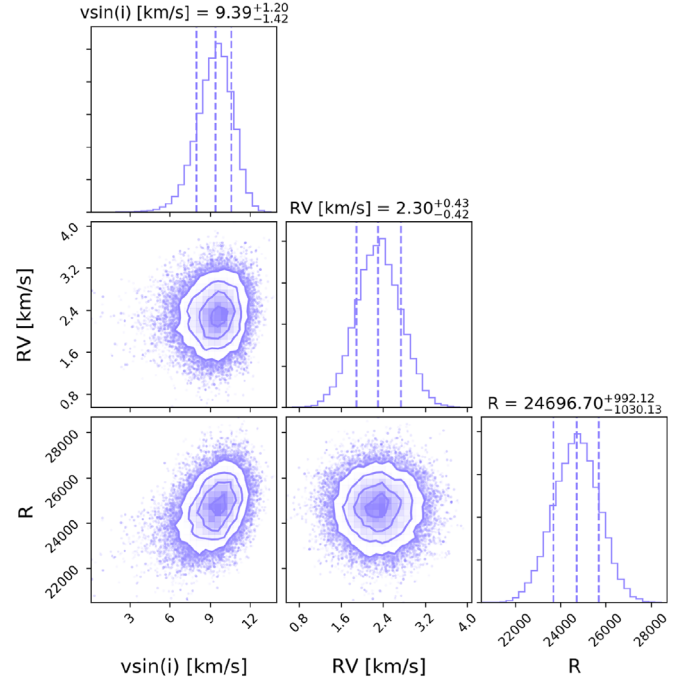 vsin(i) [km/s] = 9.39+1.20−1.42
RV [km/s] = 2.30+0.43−0.42
R = 24696.70+992.12−1030.13
RV [km/s]
4.0
3.2
2.4
1.6
0.8
R
28000
26000
24000
22000
3 6 9 12
0.8 1.6 2.4 3.2 4.0
22000 24000 26000 28000
vsin(i) [km/s]
RV [km/s]
R